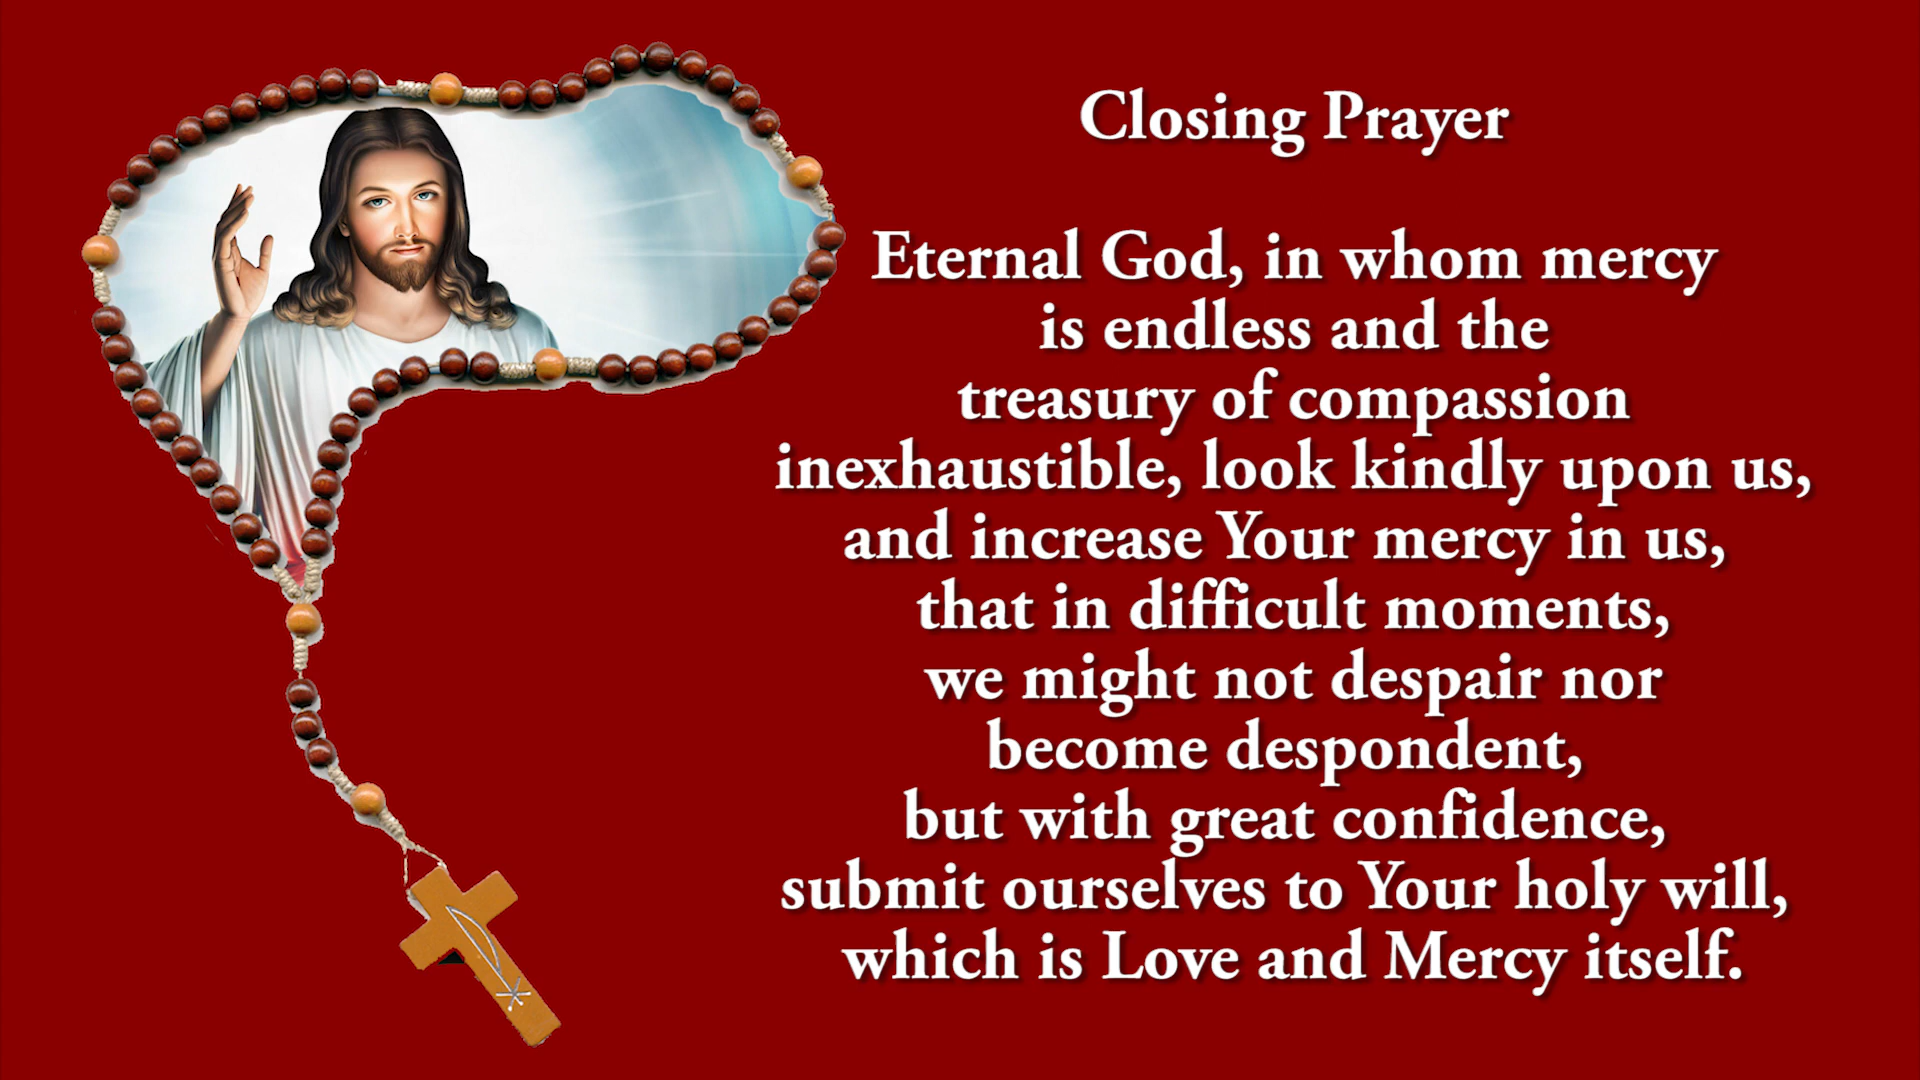 Closing Prayer
Eternal God, in whom mercy
is endless and the
treasury of compassion
inexhaustible, look kindly upon us,
and increase Your mercy in us,
that in difficult moments,
we might not despair nor
become despondent,
but with great confidence,
submit ourselves to Your holy will,
which is Love and Mercy itself.